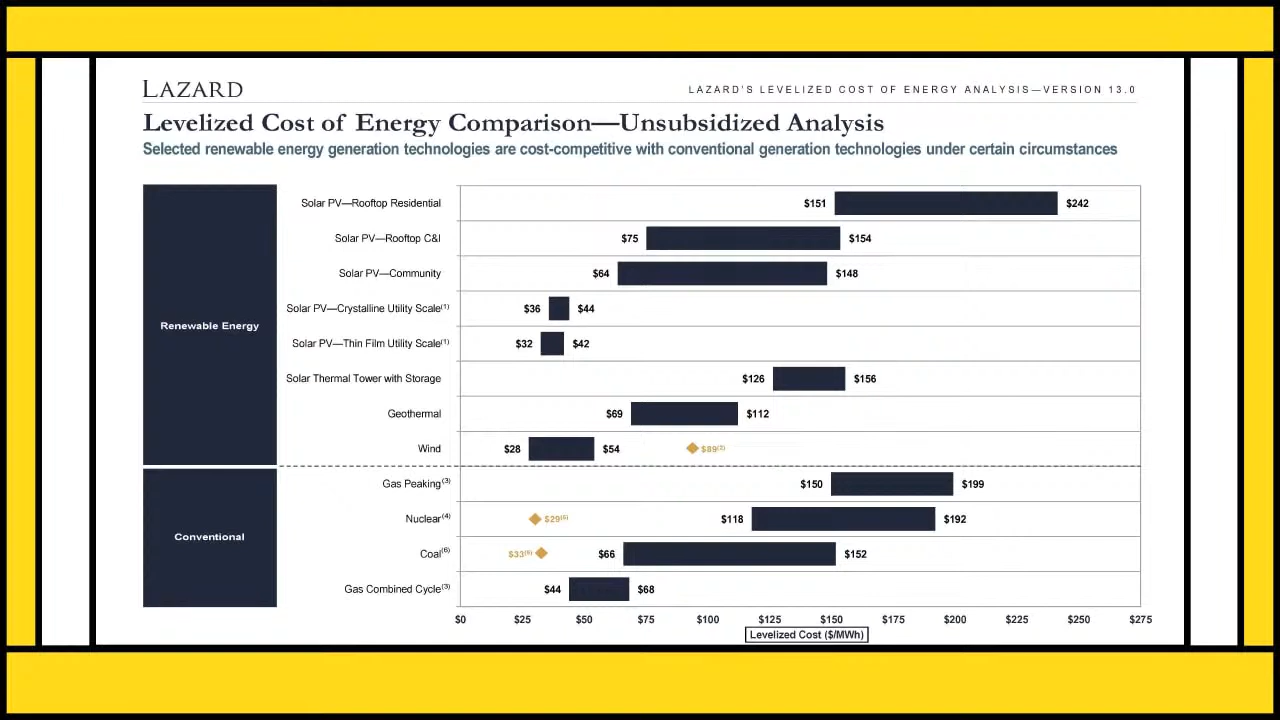 LAZARD
LAZARD'S LEVELIZED COST OF ENERGY ANALYSIS—VERSION 13.0
Levelized Cost of Energy Comparison—Unsubsidized Analysis
Selected renewable energy generation technologies are cost-competitive with conventional generation technologies under certain circumstances
Renewable Energy
Solar PV—Rooftop Residential $151 $242
Solar PV—Rooftop C&I $75 $154
Solar PV—Community $64 $148
Solar PV—Crystalline Utility Scale(1) $36 $44
Solar PV—Thin Film Utility Scale(1) $32 $42
Solar Thermal Tower with Storage $126 $156
Geothermal $69 $112
Wind $28 $54 $89(2)
Conventional
Gas Peaking(3) $150 $199
Nuclear(4) $29(5) $118 $192
Coal(6) $33(5) $66 $152
Gas Combined Cycle(3) $44 $68
$0 $25 $50 $75 $100 $125 $150 $175 $200 $225 $250 $275
Levelized Cost ($/MWh)